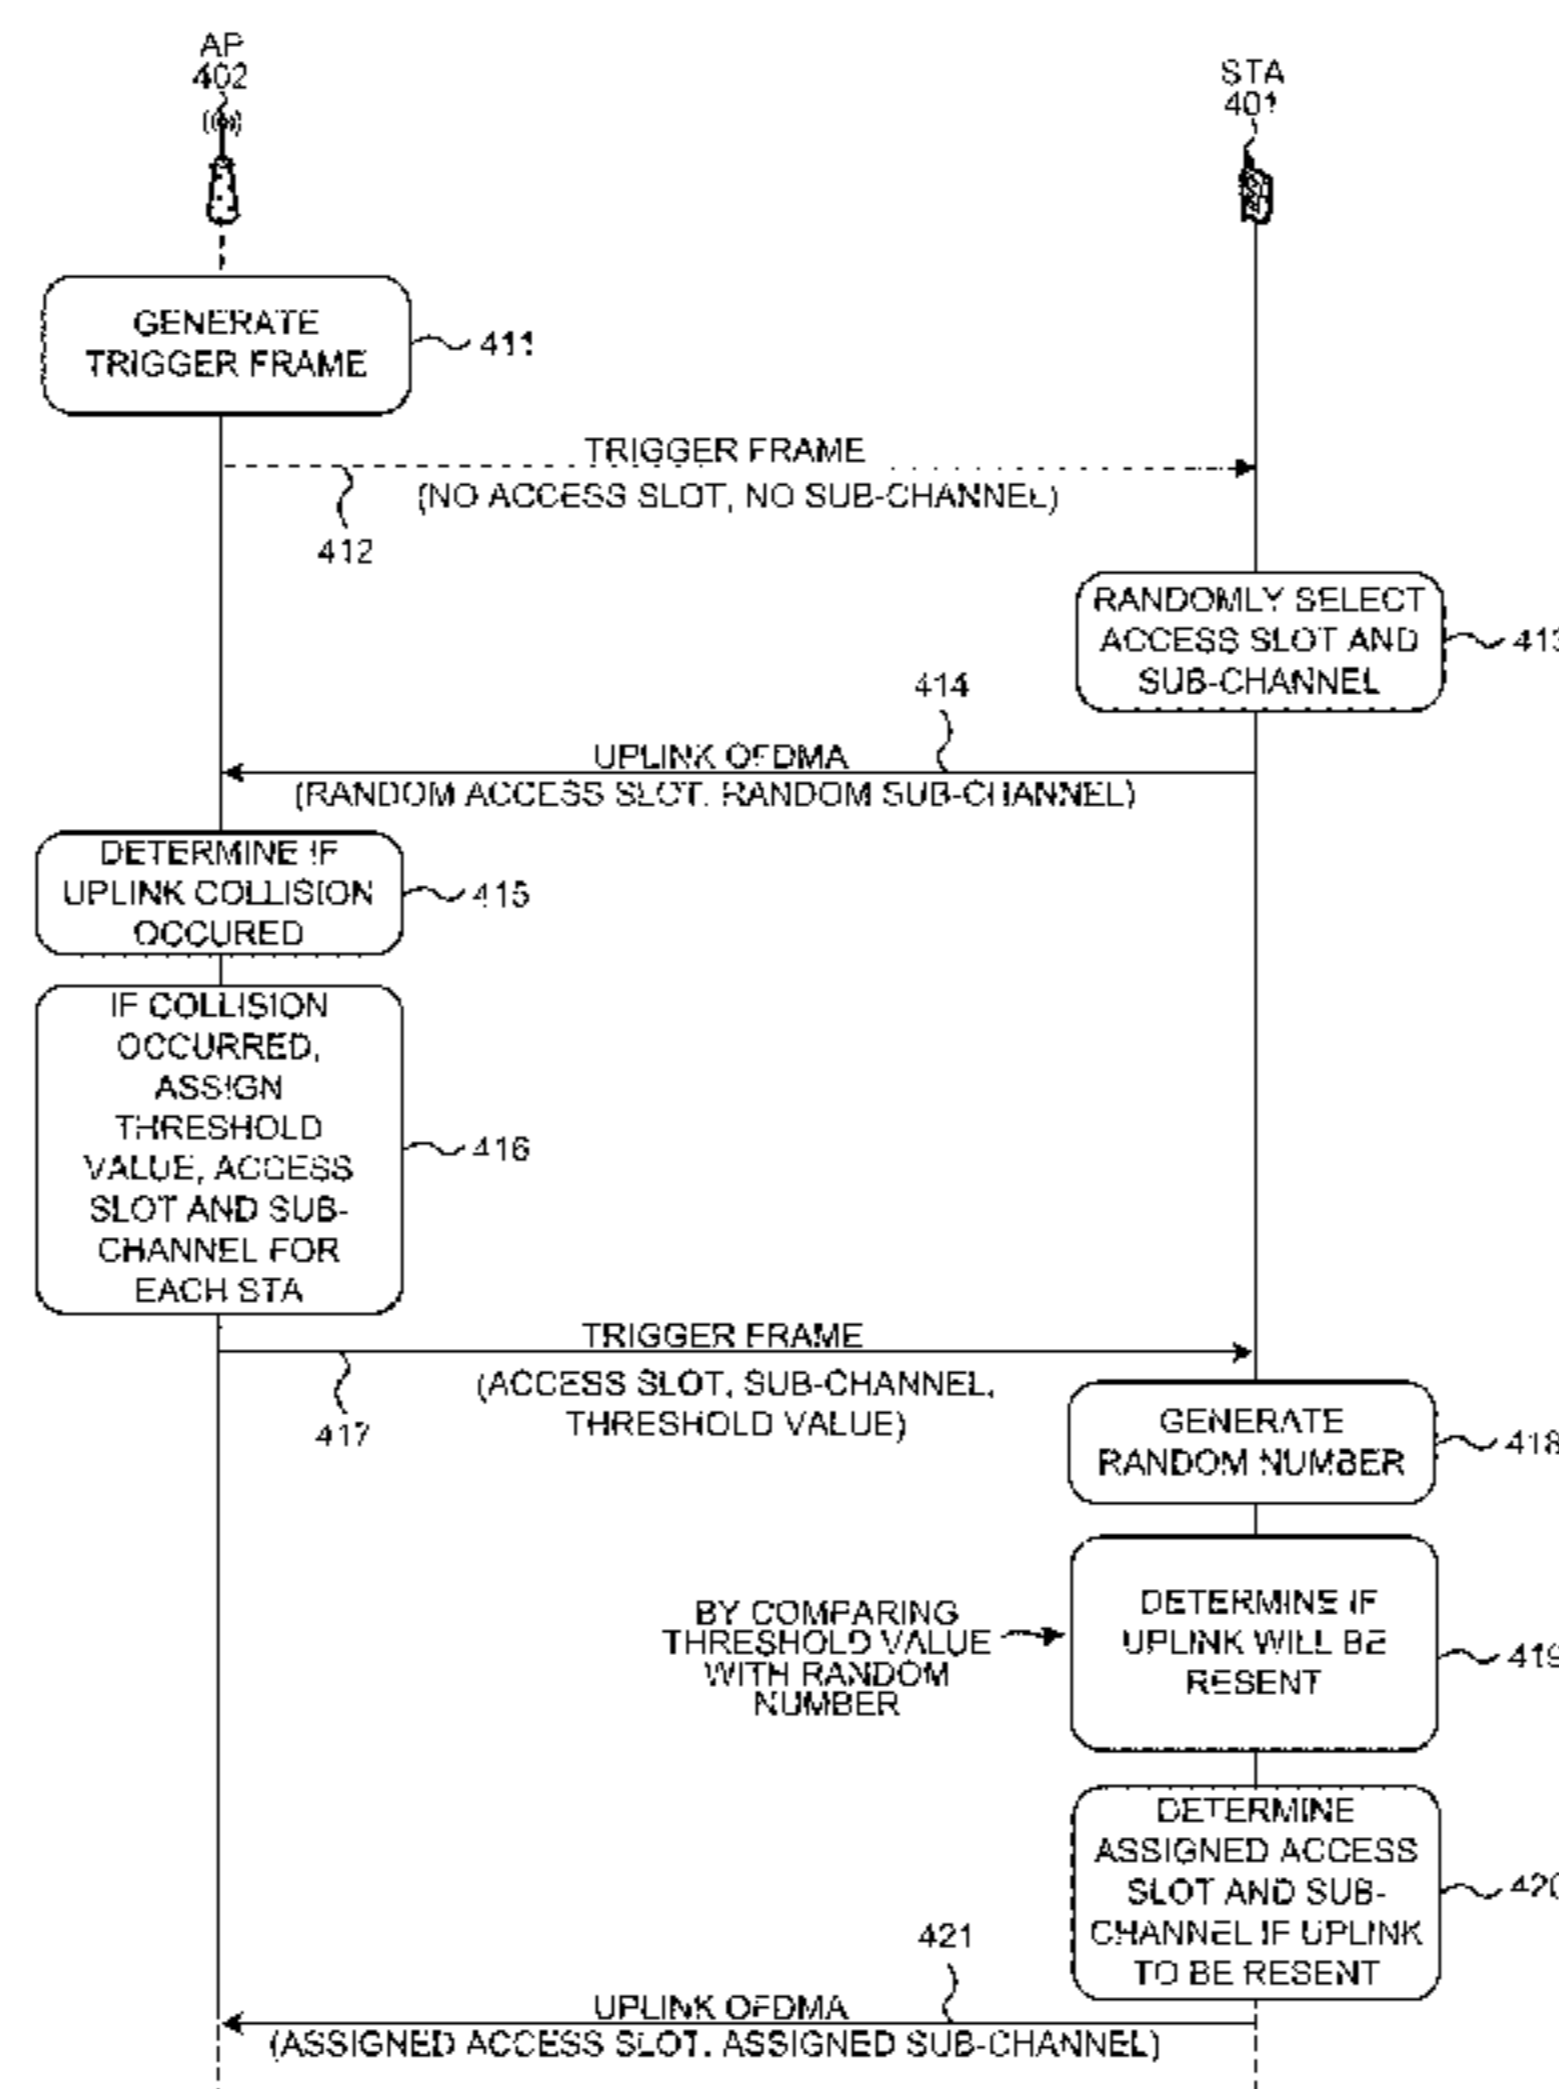 AP
402
STA
401
GENERATE
TRIGGER FRAME
411
TRIGGER FRAME
(NO ACCESS SLOT, NO SUB-CHANNEL)
412
RANDOMLY SELECT
ACCESS SLOT AND
SUB-CHANNEL
413
414
UPLINK OFDMA
(RANDOM ACCESS SLOT, RANDOM SUB-CHANNEL)
DETERMINE IF
UPLINK COLLISION
OCCURED
415
IF COLLISION
OCCURRED,
ASSIGN
THRESHOLD
VALUE, ACCESS
SLOT AND SUB-
CHANNEL FOR
EACH STA
416
TRIGGER FRAME
(ACCESS SLOT, SUB-CHANNEL,
THRESHOLD VALUE)
417
GENERATE
RANDOM NUMBER
418
BY COMPARING
THRESHOLD VALUE
WITH RANDOM
NUMBER
DETERMINE IF
UPLINK WILL BE
RESENT
419
DETERMINE
ASSIGNED ACCESS
SLOT AND SUB-
CHANNEL IF UPLINK
TO BE RESENT
420
421
UPLINK OFDMA
(ASSIGNED ACCESS SLOT, ASSIGNED SUB-CHANNEL)